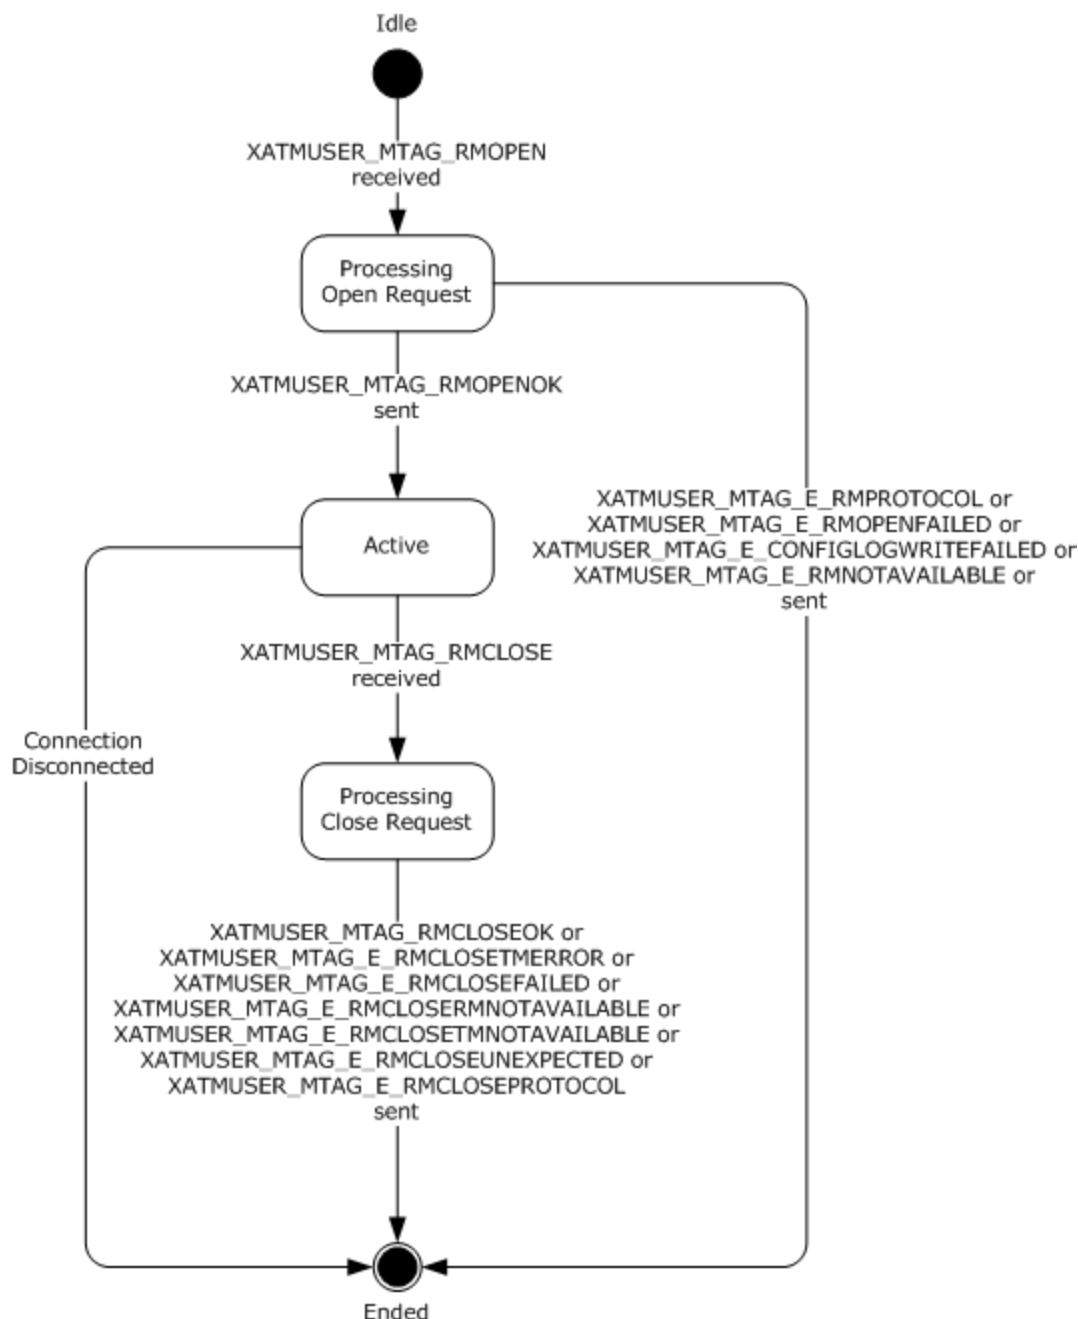 Idle
XATMUSER_MTAG_RMOPEN
received
Processing
Open Request
XATMUSER_MTAG_RMOPENOK
sent
XATMUSER_MTAG_E_RMPROTOCOL or
XATMUSER_MTAG_E_RMOPENFAILED or
XATMUSER_MTAG_E_CONFIGLOGWRITEFAILED or
XATMUSER_MTAG_E_RMNOTAVAILABLE or
sent
Active
XATMUSER_MTAG_RMCLOSE
received
Connection
Disconnected
Processing
Close Request
XATMUSER_MTAG_RMCLOSEOK or
XATMUSER_MTAG_E_RMCLOSETMERROR or
XATMUSER_MTAG_E_RMCLOSEFAILED or
XATMUSER_MTAG_E_RMCLOSERMNOTAVAILABLE or
XATMUSER_MTAG_E_RMCLOSETMNOTAVAILABLE or
XATMUSER_MTAG_E_RMCLOSEUNEXPECTED or
XATMUSER_MTAG_E_RMCLOSEPROTOCOL
sent
Ended